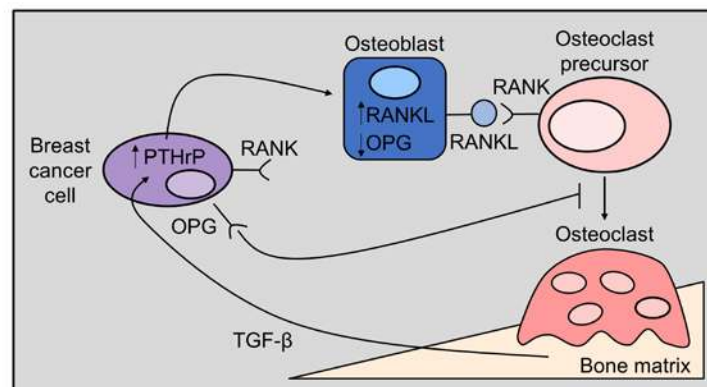 Osteoblast
Osteoclast
precursor
↑RANKL
↓OPG
RANKL
RANK
Breast
cancer
cell
↑PTHrP
RANK
OPG
Osteoclast
TGF-β
Bone matrix